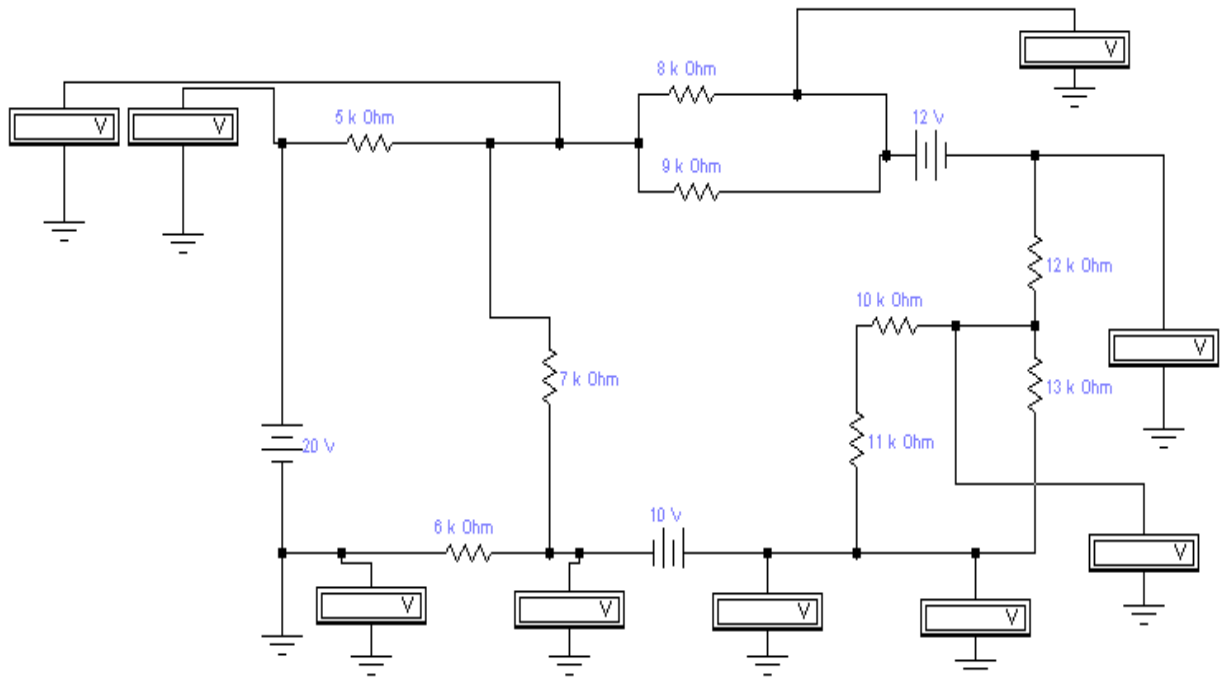 V
8 k Ohm
V
V
5 k Ohm
12 V
9 k Ohm
12 k Ohm
10 k Ohm
V
7 k Ohm
13 k Ohm
11 k Ohm
20 V
10 V
6 k Ohm
V
V
V
V
V